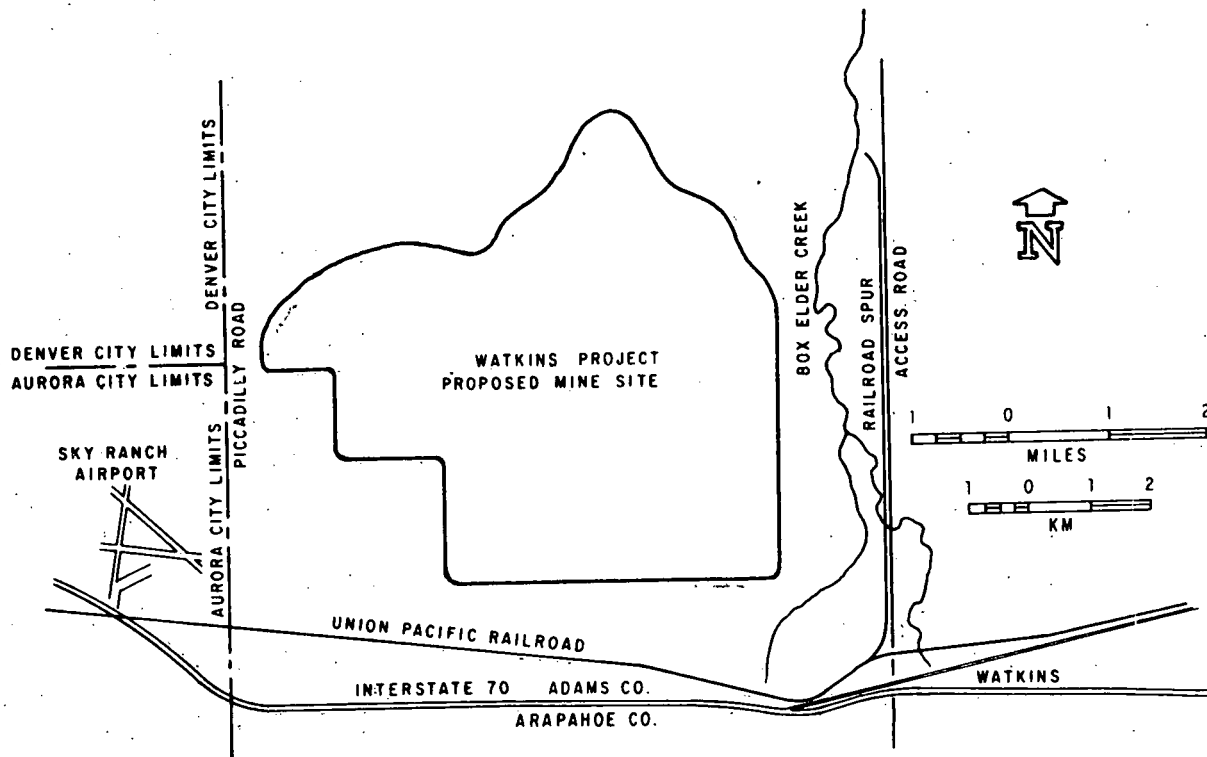 DENVER CITY LIMITS
PICCADILLY ROAD
DENVER CITY LIMITS
AURORA CITY LIMITS
AURORA CITY LIMITS
SKY RANCH
AIRPORT
WATKINS PROJECT
PROPOSED MINE SITE
BOX ELDER CREEK
RAILROAD SPUR
ACCESS ROAD
N
1 0 1 2
MILES
1 0 1 2
KM
UNION PACIFIC RAILROAD
INTERSTATE 70 ADAMS CO.
ARAPAHOE CO.
WATKINS